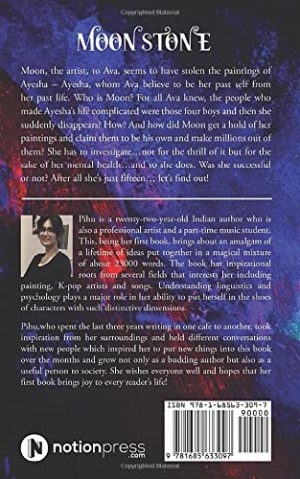 MOON STONE
Moon, the artist, to Ava, seems to have stolen the paintings of
Ayesha – Ayesha, whom Ava believe to be her past self from
her past life. Who is Moon? For all Ava knew, the people who
made Ayesha's life complicated were those four boys and then she
suddenly disappears? How? And how did Moon get a hold of her
paintings and claim them to be his own and make millions out of
them? She has to investigate…not for the thrill of it but for the
sake of her mental health…and so she does. Was she successful
or not? After all she's just fifteen… let's find out!
Pihu is a twenty-two-year-old Indian author who is
also a professional artist and a part-time music student.
This, being her first book, brings about an amalgam of
a lifetime of ideas put together in a magical mixture
of about 23000 words. The book has inspirational
roots from several fields that interests her including
painting, K-pop artists and songs. Understanding linguistics and
psychology plays a major role in her ability to put herself in the shoes
of characters with such distinctive dimensions.
Pihu,who spent the last three years writing in one cafe to another, took
inspiration from her surroundings and held different conversations
with new people which inspired her to put new things into this book
over the months and grow not only as a budding author but also as a
useful person to society. She wishes everyone well and hopes that her
first book brings joy to every reader's life!
ISBN 978-1-68563-309-7
90000
9 781685 633097
notionpress
.com